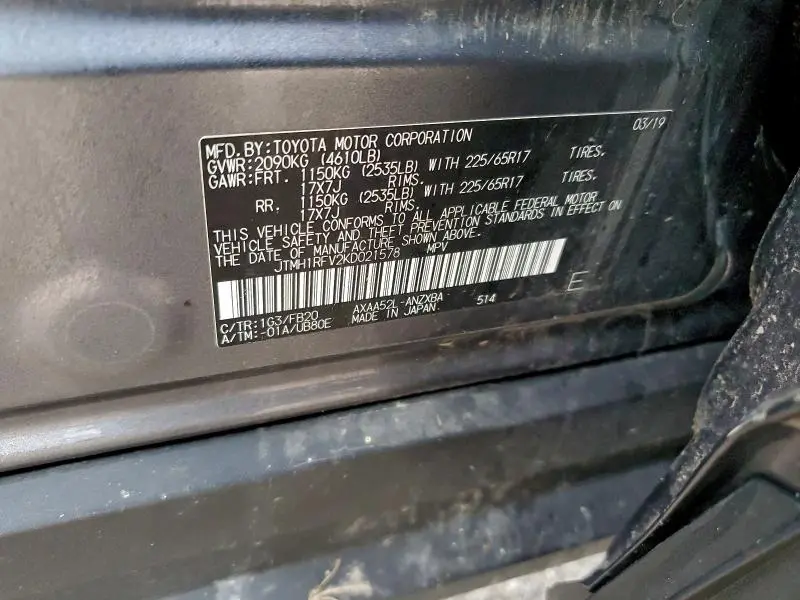 MFD. BY: TOYOTA MOTOR CORPORATION 03/19
GVWR: 2090KG (4610LB)
GAWR: FRT. 1150KG (2535LB) WITH 225/65R17 TIRES.
17X7J RIMS.
RR. 1150KG (2535LB) WITH 225/65R17 TIRES.
17X7J RIMS.
THIS VEHICLE CONFORMS TO ALL APPLICABLE FEDERAL MOTOR
VEHICLE SAFETY AND THEFT PREVENTION STANDARDS IN EFFECT ON
THE DATE OF MANUFACTURE SHOWN ABOVE.
JTMH1RFV2KD021578 MPV
E
C/TR: 1G3/FB20 AXAA52L-ANZXBA 514
A/TM: -01A/UB80E MADE IN JAPAN